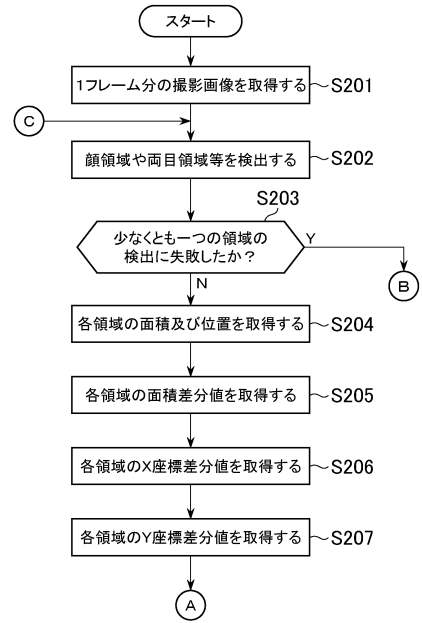 スタート
1フレーム分の撮影画像を取得する
S201
C
顔領域や両目領域等を検出する
S202
S203
少なくとも一つの領域の
検出に失敗したか？
Y
B
N
各領域の面積及び位置を取得する
S204
各領域の面積差分値を取得する
S205
各領域のX座標差分値を取得する
S206
各領域のY座標差分値を取得する
S207
A